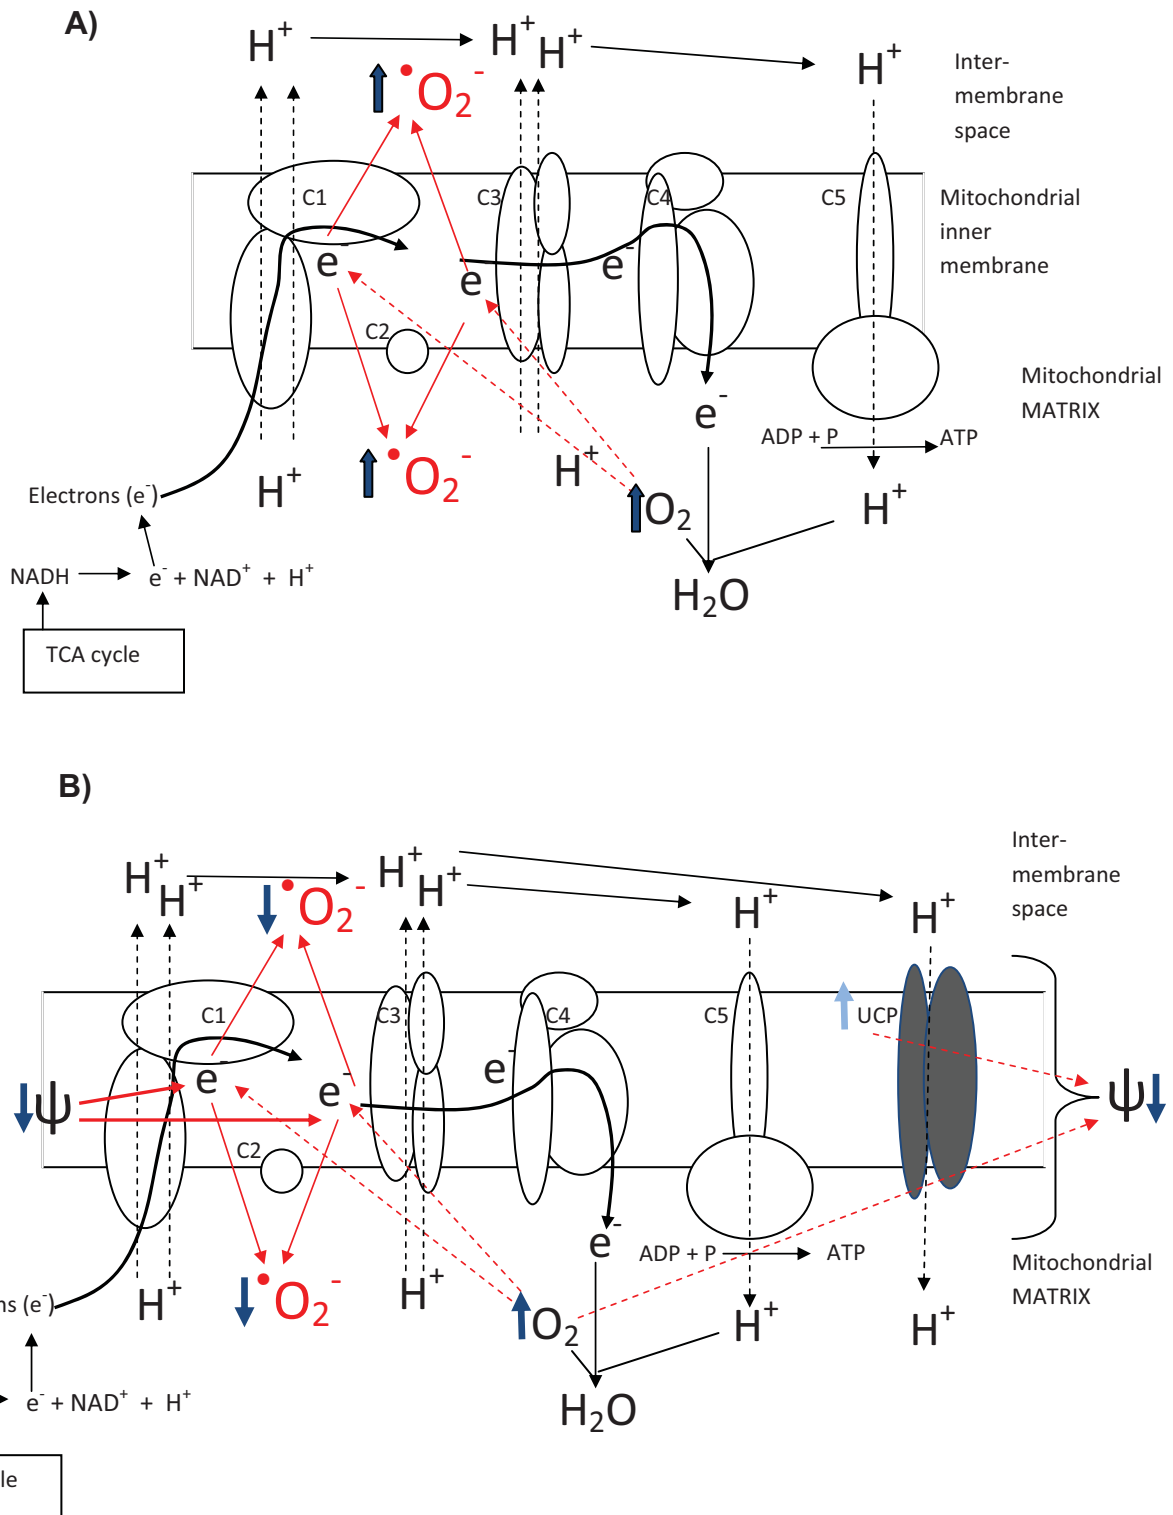 A)
H⁺
H⁺ H⁺
H⁺
Inter-
membrane
space
•O₂⁻
C1
C3
C4
C5
Mitochondrial
inner
membrane
e⁻
e
e⁻
C2
Mitochondrial
MATRIX
e⁻
ADP + P
ATP
•O₂⁻
H⁺
H⁺
Electrons (e⁻)
O₂
H⁺
NADH
e⁻ + NAD⁺ + H⁺
H₂O
TCA cycle
B)
Inter-
membrane
space
H⁺
H⁺
H⁺
H⁺
•O₂⁻
H⁺
H⁺
C1
C3
C4
C5
UCP
e⁻
e⁻
e⁻
ψ
ψ
C2
e⁻
ADP + P
ATP
Mitochondrial
MATRIX
H⁺
•O₂⁻
H⁺
ns (e⁻)
O₂
H⁺
H⁺
e⁻ + NAD⁺ + H⁺
H₂O
le